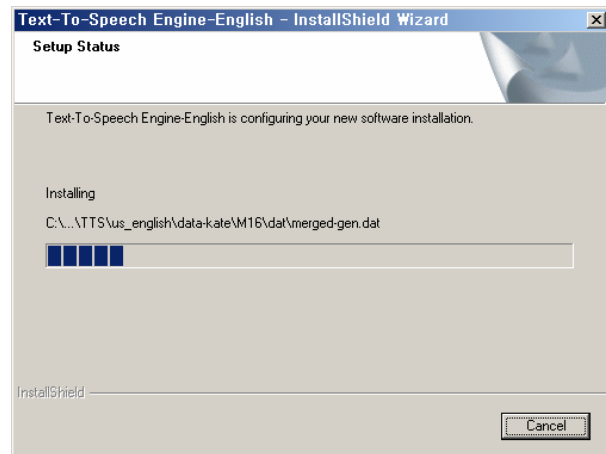 Text-To-Speech Engine-English - InstallShield Wizard
Setup Status
Text-To-Speech Engine-English is configuring your new software installation.
Installing
C:\...\TTS\us_english\data-kate\M16\dat\merged-gen.dat
InstallShield
Cancel